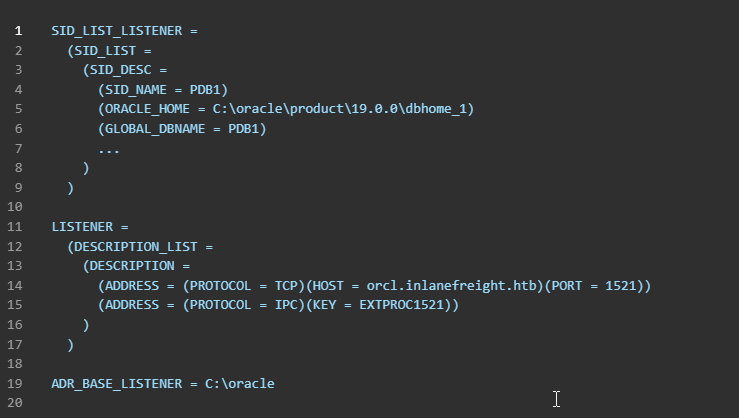 1 SID_LIST_LISTENER =
2   (SID_LIST =
3     (SID_DESC =
4       (SID_NAME = PDB1)
5       (ORACLE_HOME = C:\oracle\product\19.0.0\dbhome_1)
6       (GLOBAL_DBNAME = PDB1)
7       ...
8     )
9   )
10
11 LISTENER =
12   (DESCRIPTION_LIST =
13     (DESCRIPTION =
14       (ADDRESS = (PROTOCOL = TCP)(HOST = orcl.inlanefreight.htb)(PORT = 1521))
15       (ADDRESS = (PROTOCOL = IPC)(KEY = EXTPROC1521))
16     )
17   )
18
19 ADR_BASE_LISTENER = C:\oracle
20